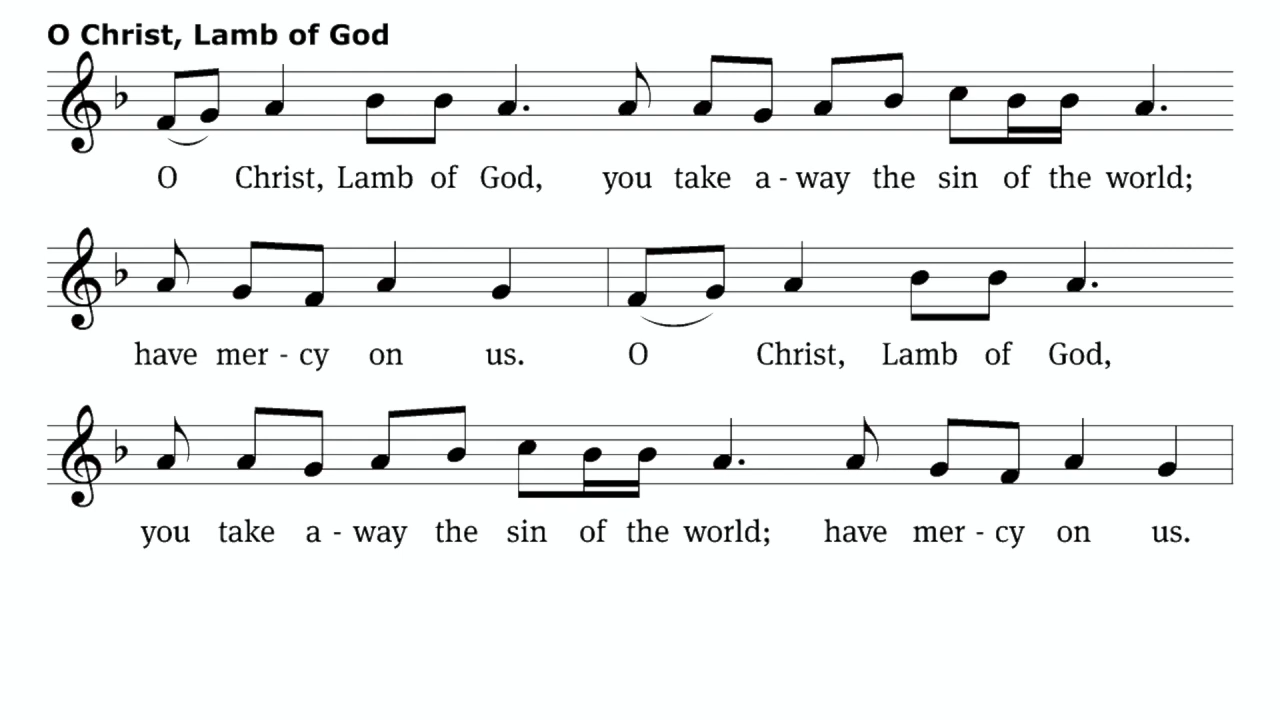 O Christ, Lamb of God
O Christ, Lamb of God, you take a - way the sin of the world;
have mer - cy on us. O Christ, Lamb of God,
you take a - way the sin of the world; have mer - cy on us.